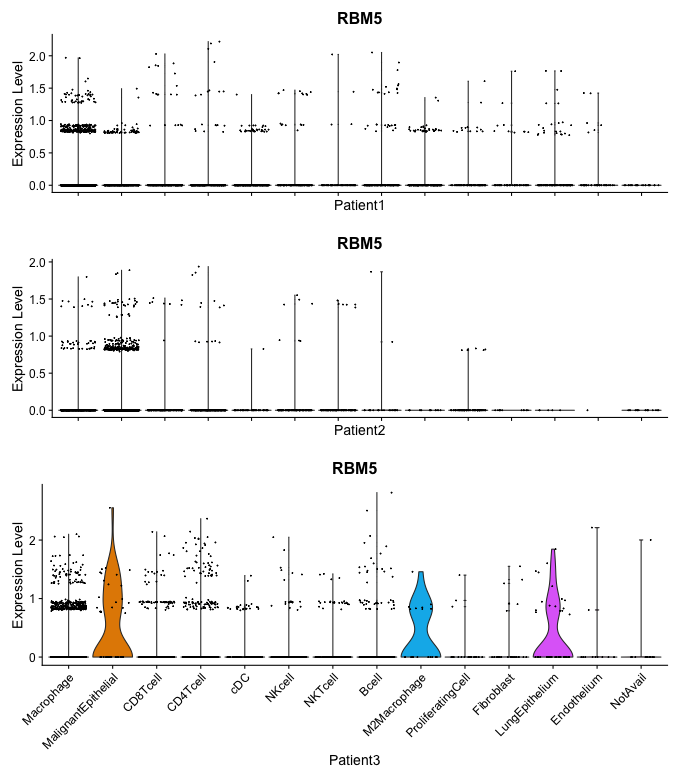 RBM5
Expression Level
2.0
1.5
1.0
0.5
0.0
Patient1
RBM5
Expression Level
2.0
1.5
1.0
0.5
0.0
Patient2
RBM5
Expression Level
2
1
0
Macrophage
MalignantEpithelial
CD8Tcell
CD4Tcell
cDC
NKcell
NKTcell
Bcell
M2Macrophage
ProliferatingCell
Fibroblast
LungEpithelium
Endothelium
NotAvail
Patient3